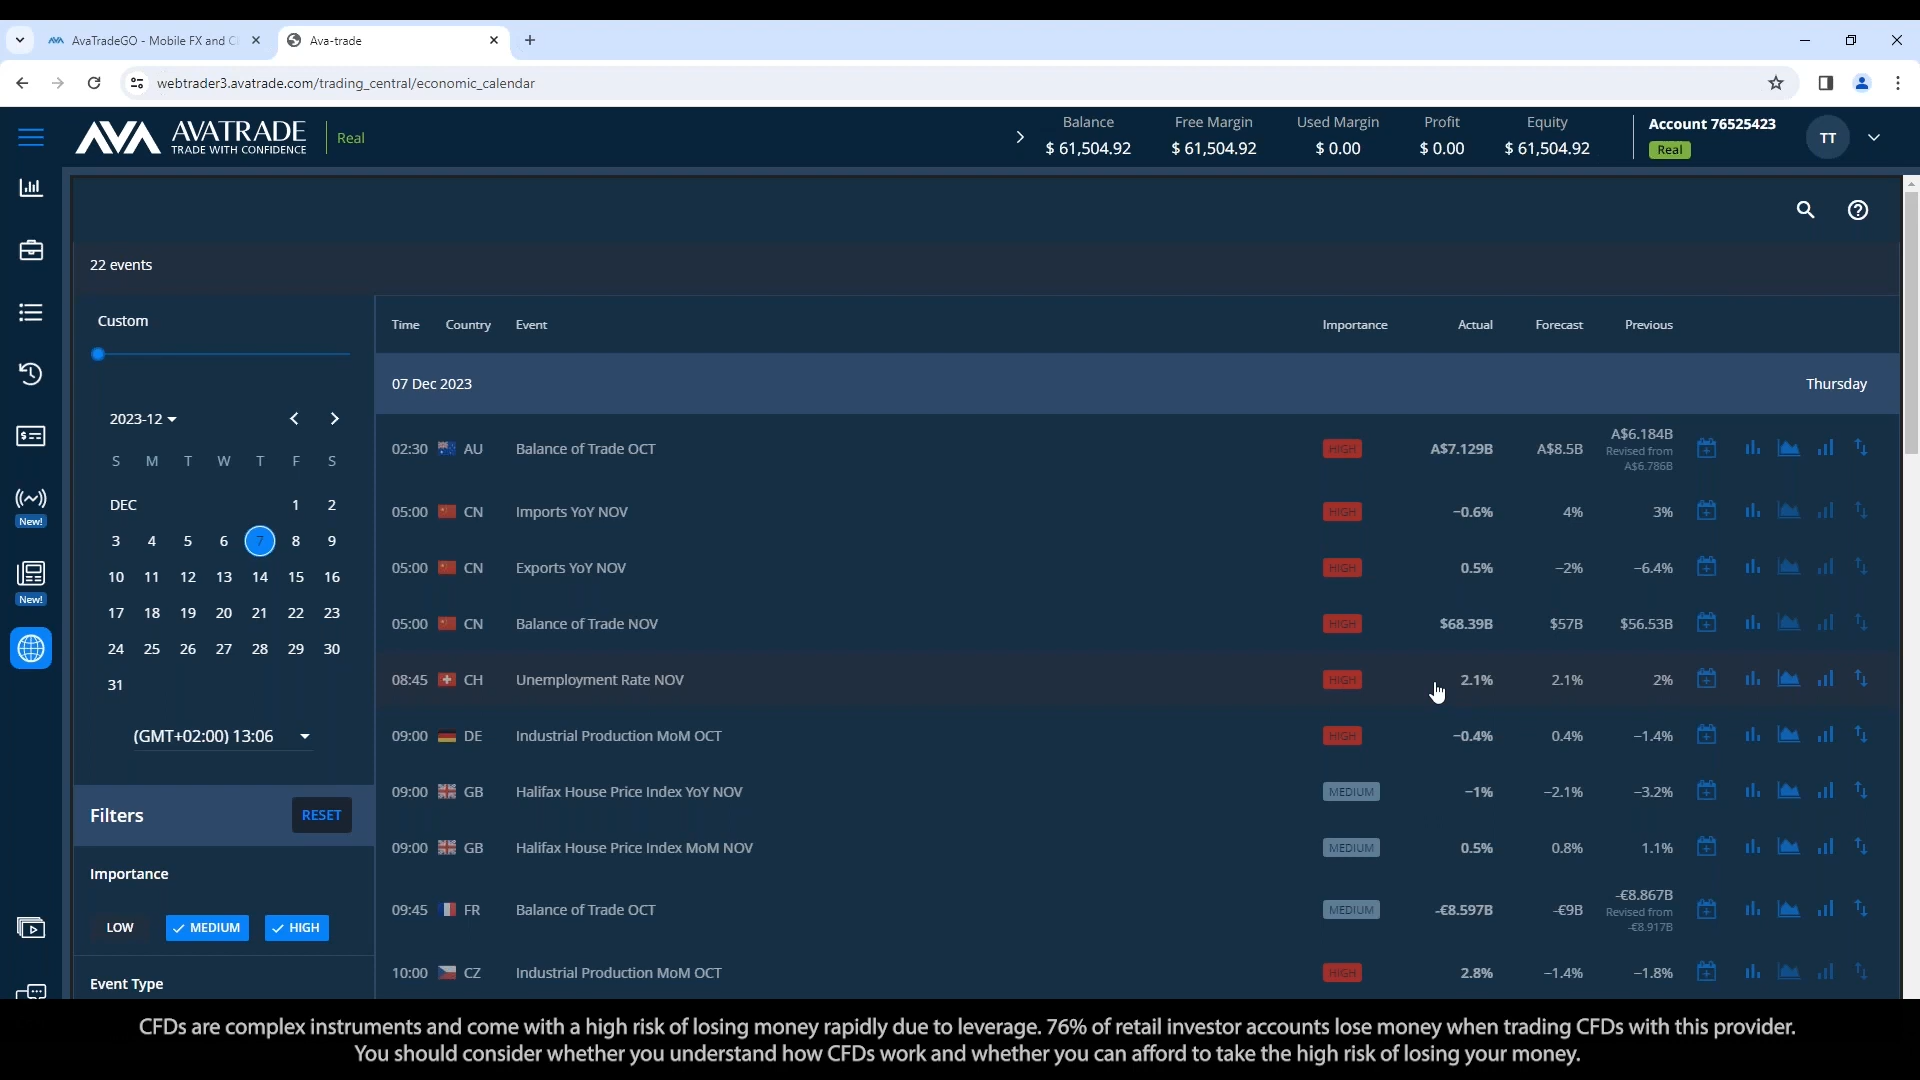 AvaTradeGO - Mobile FX and C
Ava-trade
webtrader3.avatrade.com/trading_central/economic_calendar
AVA AVATRADE
TRADE WITH CONFIDENCE
Real
Balance Free Margin Used Margin Profit Equity
$ 61,504.92 $ 61,504.92 $ 0.00 $ 0.00 $ 61,504.92
Account 76525423
Real
TT
New!
New!
22 events
Custom
2023-12
S M T W T F S
DEC 1 2
3 4 5 6 7 8 9
10 11 12 13 14 15 16
17 18 19 20 21 22 23
24 25 26 27 28 29 30
31
(GMT+02:00) 13:06
Filters RESET
Importance
LOW MEDIUM HIGH
Event Type
Time Country Event Importance Actual Forecast Previous
07 Dec 2023 Thursday
02:30 AU Balance of Trade OCT HIGH A$7.129B A$8.5B A$6.184B
Revised from
A$6.786B
05:00 CN Imports YoY NOV HIGH -0.6% 4% 3%
05:00 CN Exports YoY NOV HIGH 0.5% -2% -6.4%
05:00 CN Balance of Trade NOV HIGH $68.39B $57B $56.53B
08:45 CH Unemployment Rate NOV HIGH 2.1% 2.1% 2%
09:00 DE Industrial Production MoM OCT HIGH -0.4% 0.4% -1.4%
09:00 GB Halifax House Price Index YoY NOV MEDIUM -1% -2.1% -3.2%
09:00 GB Halifax House Price Index MoM NOV MEDIUM 0.5% 0.8% 1.1%
09:45 FR Balance of Trade OCT MEDIUM -€8.597B -€9B -€8.867B
Revised from
-€8.917B
10:00 CZ Industrial Production MoM OCT HIGH 2.8% -1.4% -1.8%
CFDs are complex instruments and come with a high risk of losing money rapidly due to leverage. 76% of retail investor accounts lose money when trading CFDs with this provider.
You should consider whether you understand how CFDs work and whether you can afford to take the high risk of losing your money.